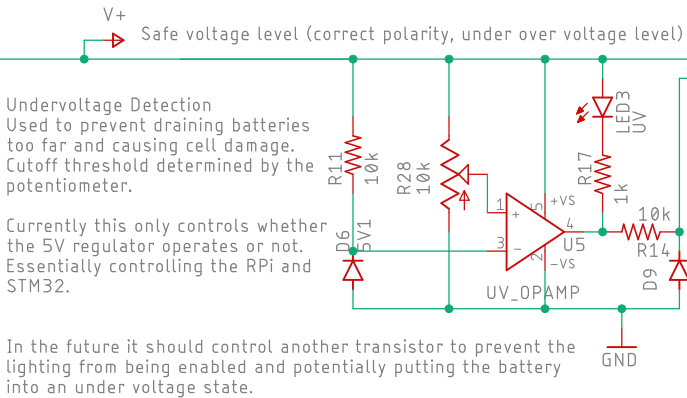 V+
Safe voltage level (correct polarity, under over voltage level)
Undervoltage Detection
Used to prevent draining batteries
too far and causing cell damage.
Cutoff threshold determined by the
potentiometer.
Currently this only controls whether
the 5V regulator operates or not.
Essentially controlling the RPi and
STM32.
R11
10k
R28
10k
LED3
UV
R17
1k
D6
5V1
1
+
3
-
5
+VS
4
U5
2
-VS
UV_OPAMP
10k
R14
D9
GND
In the future it should control another transistor to prevent the
lighting from being enabled and potentially putting the battery
into an under voltage state.